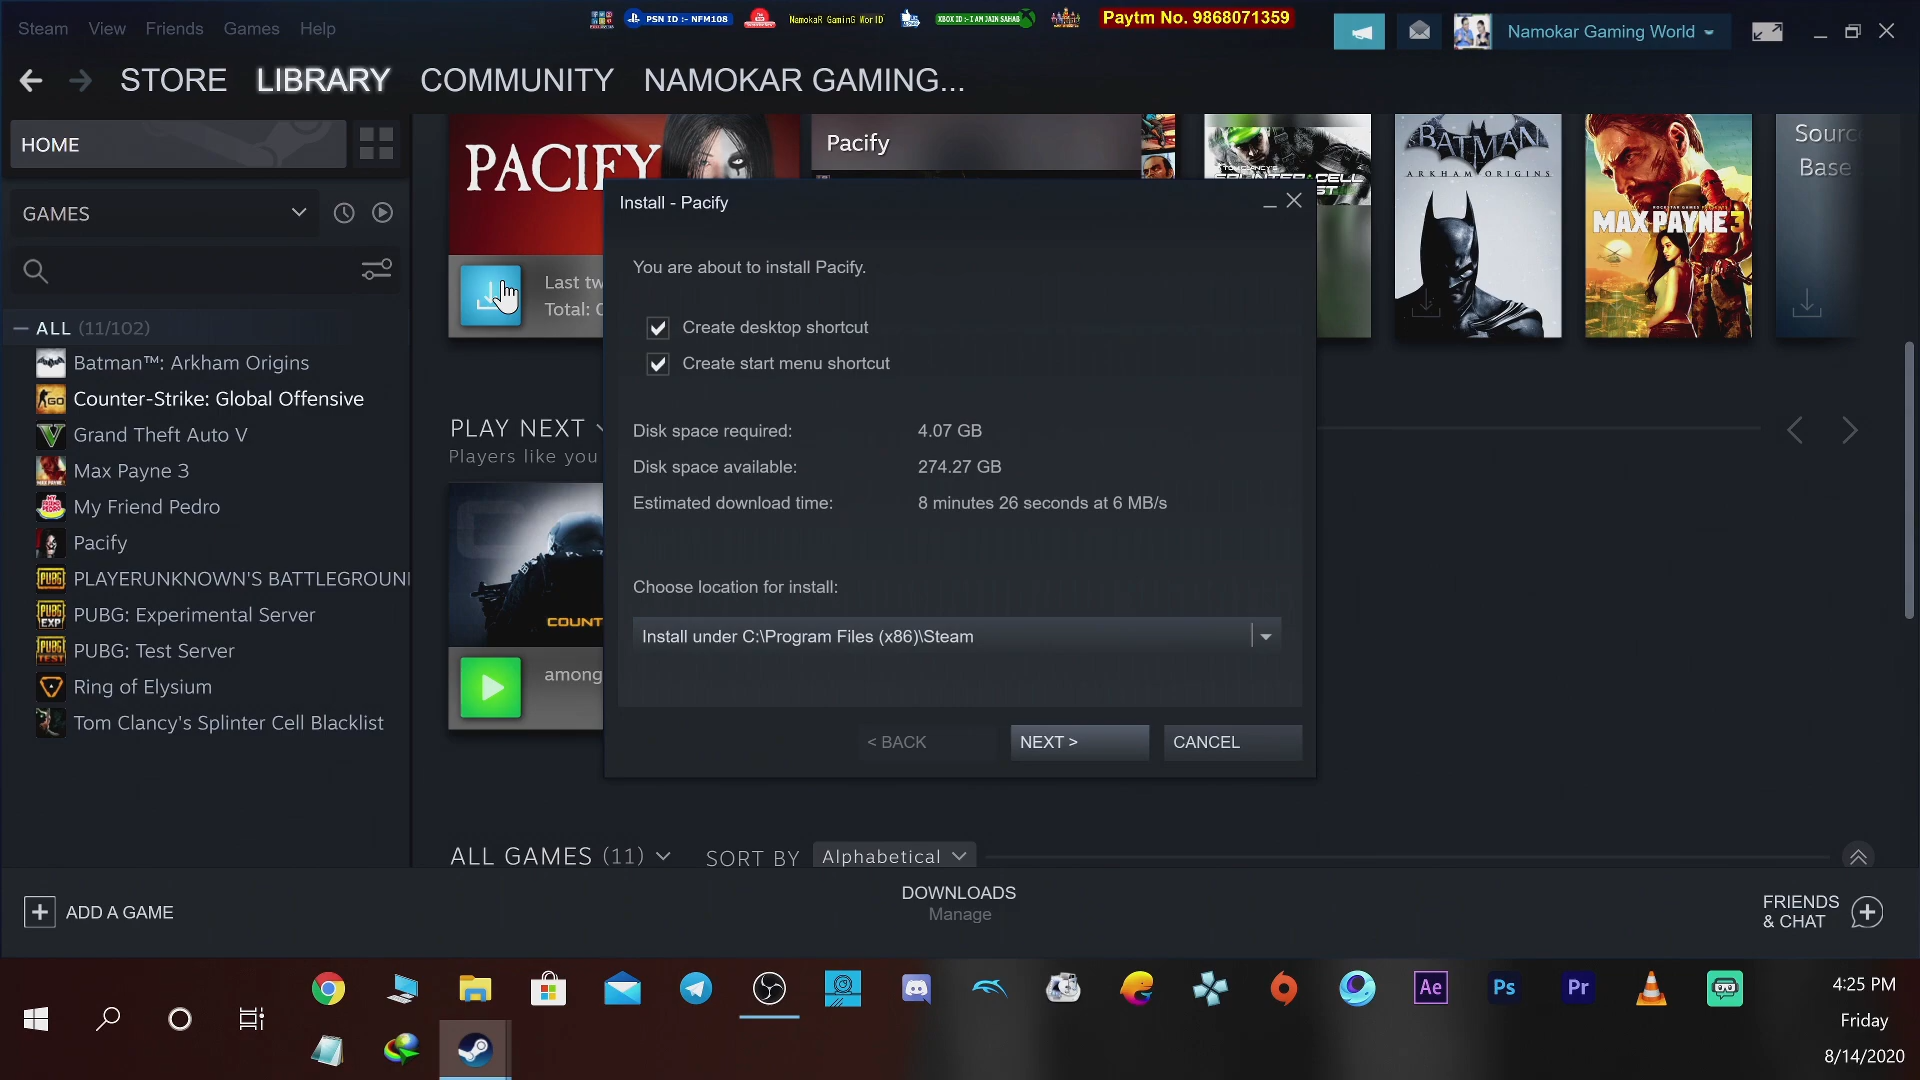 Steam View Friends Games Help
PSN ID :- NFM108
NamokaR GaminG WorlD
XBOX ID :- I AM JAIN SAHAB
Paytm No. 9868071359
Namokar Gaming World
STORE LIBRARY COMMUNITY NAMOKAR GAMING...
HOME
GAMES
ALL (11/102)
Batman™: Arkham Origins
Counter-Strike: Global Offensive
Grand Theft Auto V
Max Payne 3
My Friend Pedro
Pacify
PLAYERUNKNOWN'S BATTLEGROUN
PUBG: Experimental Server
PUBG: Test Server
Ring of Elysium
Tom Clancy's Splinter Cell Blacklist
PACIFY
Pacify
Last tw
Total: 0
BATMAN
ARKHAM ORIGINS
MAX PAYNE 3
Sourc
Base
PLAY NEXT
Players like you
COUNT
among
Install - Pacify
You are about to install Pacify.
Create desktop shortcut
Create start menu shortcut
Disk space required: 4.07 GB
Disk space available: 274.27 GB
Estimated download time: 8 minutes 26 seconds at 6 MB/s
Choose location for install:
Install under C:\Program Files (x86)\Steam
< BACK NEXT > CANCEL
ALL GAMES (11) SORT BY Alphabetical
ADD A GAME
DOWNLOADS
Manage
FRIENDS
& CHAT
Ae Ps Pr
4:25 PM
Friday
8/14/2020